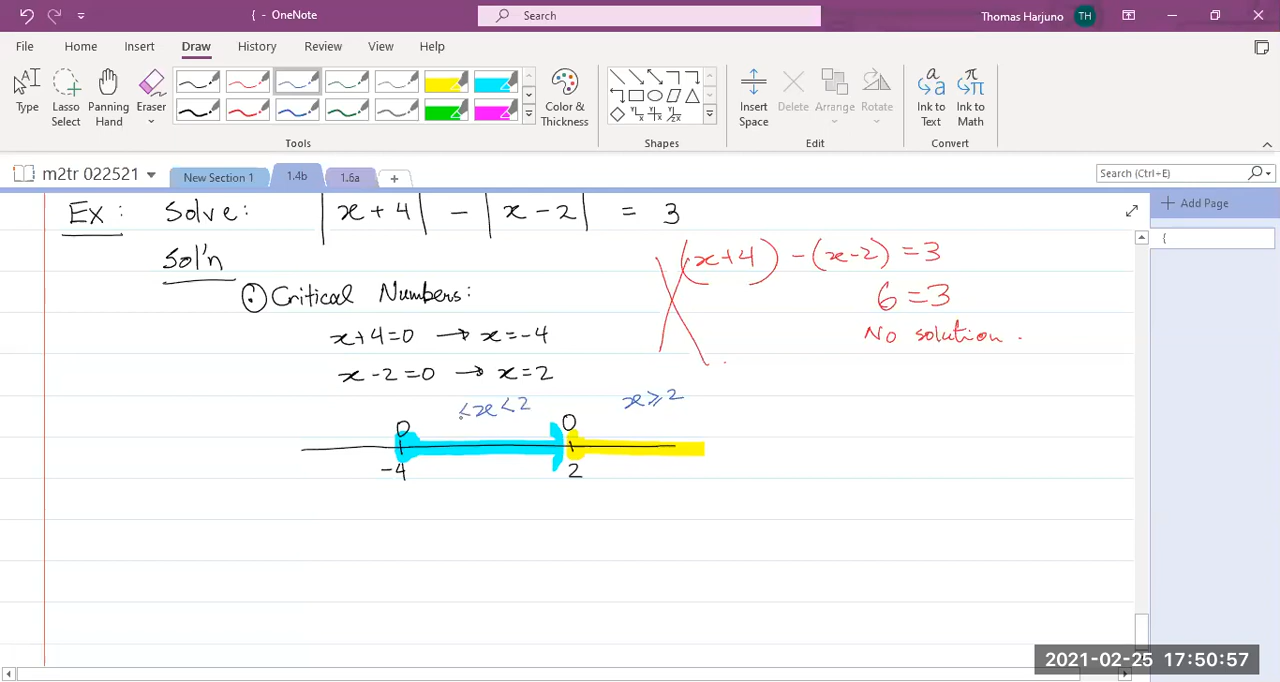 { - OneNote
Search
Thomas Harjuno TH
File Home Insert Draw History Review View Help
Type Lasso Select Panning Hand Eraser Color & Thickness Insert Space Delete Arrange Rotate Ink to Text Ink to Math
Tools Shapes Edit Convert
m2tr 022521 New Section 1 1.4b 1.6a + Search (Ctrl+E)
+ Add Page
{
Ex: Solve: |x+4| - |x-2| = 3
Sol'n
(x+4) - (x-2) = 3
Critical Numbers:
6 = 3
x+4=0 → x=-4
No solution.
x-2=0 → x=2
<x<2 x≥2
0 0
-4 2
2021-02-25 17:50:57